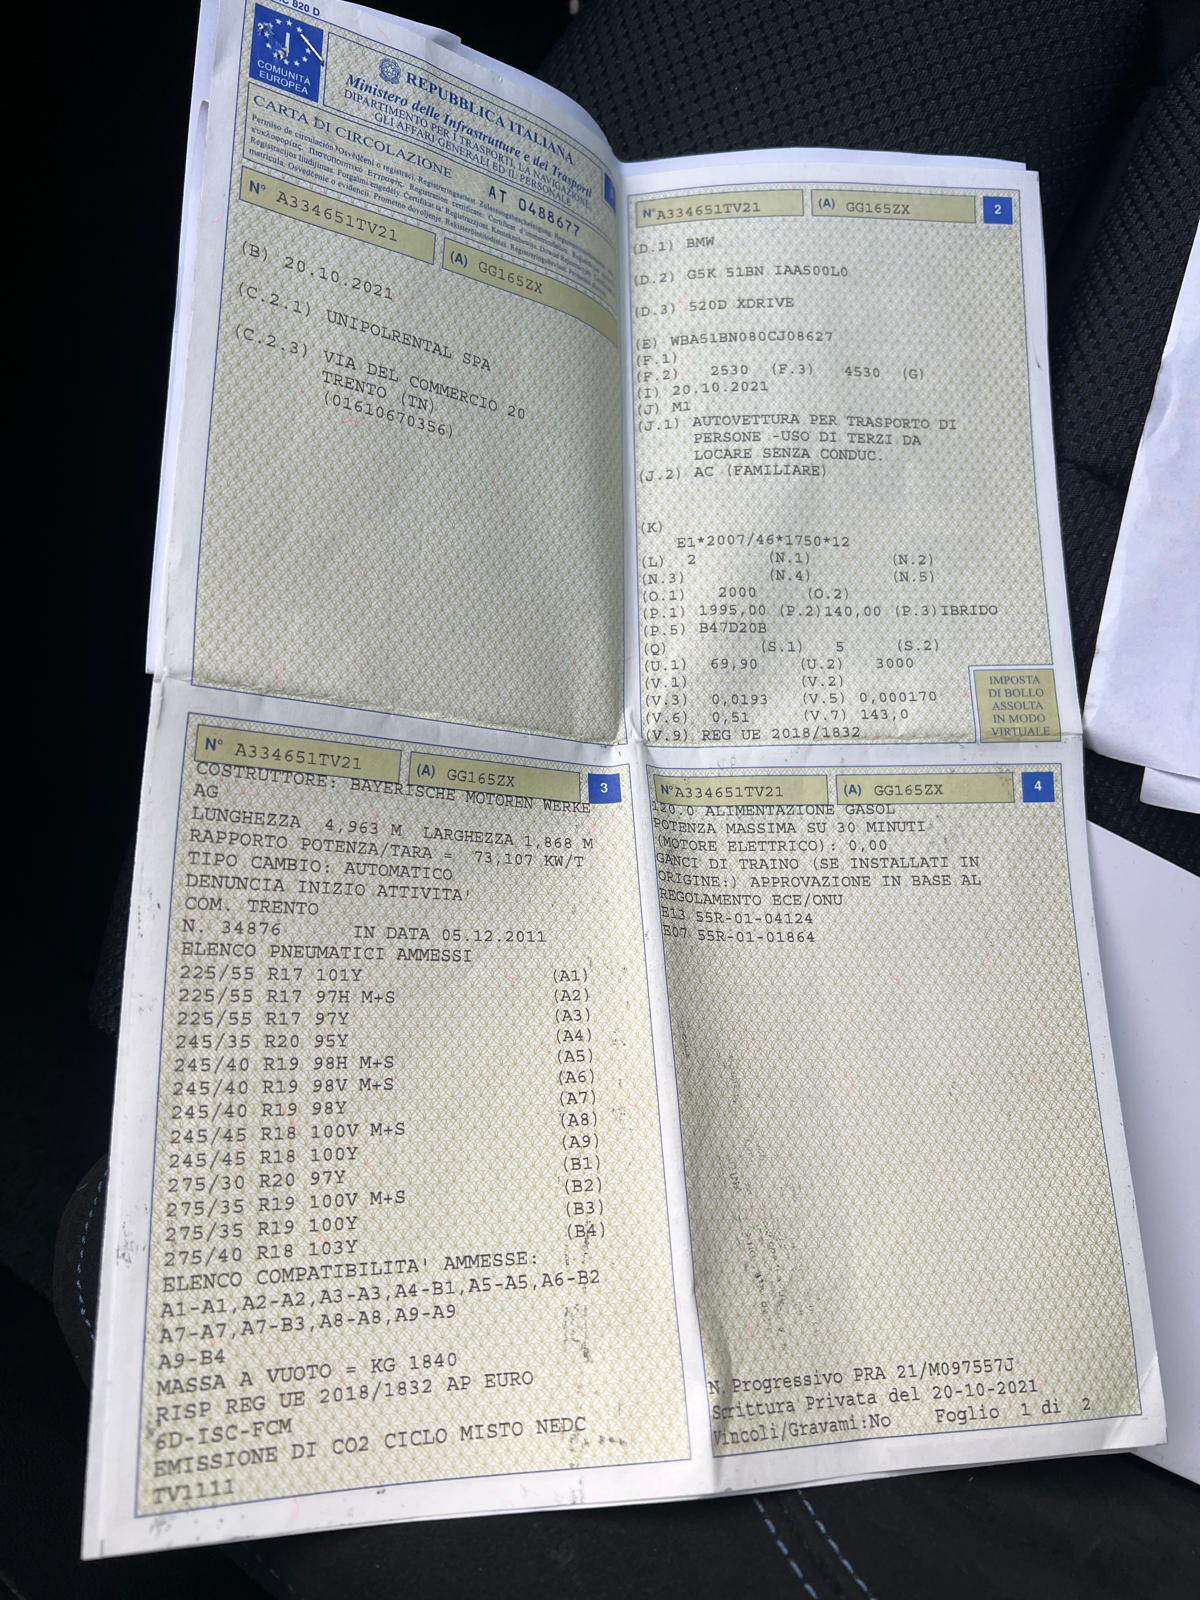 C 820 D
COMUNITÀ
EUROPEA
REPUBBLICA ITALIANA
Ministero delle Infrastrutture e dei Trasporti
DIPARTIMENTO PER I TRASPORTI, LA NAVIGAZIONE,
GLI AFFARI GENERALI ED IL PERSONALE
CARTA DI CIRCOLAZIONE
AT 0488677
N° A334651TV21
(A) GG165ZX
(B) 20.10.2021
(C.2.1) UNIPOLRENTAL SPA
(C.2.3) VIA DEL COMMERCIO 20
TRENTO (TN)
(01610670356)
N° A334651TV21 (A) GG165ZX 2
(D.1) BMW
(D.2) G5K 51BN IAA500L0
(D.3) 520D XDRIVE
(E) WBA51BN080CJ08627
(F.1)
(F.2) 2530 (F.3) 4530 (G)
(I) 20.10.2021
(J) M1
(J.1) AUTOVETTURA PER TRASPORTO DI
PERSONE -USO DI TERZI DA
LOCARE SENZA CONDUC.
(J.2) AC (FAMILIARE)
(K)
E1*2007/46*1750*12
(L) 2 (N.1) (N.2)
(N.3) (N.4) (N.5)
(O.1) 2000 (O.2)
(P.1) 1995,00 (P.2)140,00 (P.3)IBRIDO
(P.5) B47D20B
(Q) (S.1) 5 (S.2)
(U.1) 69,90 (U.2) 3000
(V.1) (V.2)
(V.3) 0,0193 (V.5) 0,000170
(V.6) 0,51 (V.7) 143,0
(V.9) REG UE 2018/1832
IMPOSTA
DI BOLLO
ASSOLTA
IN MODO
VIRTUALE
N° A334651TV21 (A) GG165ZX 3
COSTRUTTORE: BAYERISCHE MOTOREN WERKE
AG
LUNGHEZZA 4,963 M LARGHEZZA 1,868 M
RAPPORTO POTENZA/TARA = 73,107 KW/T
TIPO CAMBIO: AUTOMATICO
DENUNCIA INIZIO ATTIVITA'
COM. TRENTO
N. 34876 IN DATA 05.12.2011
ELENCO PNEUMATICI AMMESSI
225/55 R17 101Y (A1)
225/55 R17 97H M+S (A2)
225/55 R17 97Y (A3)
245/35 R20 95Y (A4)
245/40 R19 98H M+S (A5)
245/40 R19 98V M+S (A6)
245/40 R19 98Y (A7)
245/45 R18 100V M+S (A8)
245/45 R18 100Y (A9)
275/30 R20 97Y (B1)
275/35 R19 100V M+S (B2)
275/35 R19 100Y (B3)
275/40 R18 103Y (B4)
ELENCO COMPATIBILITA' AMMESSE:
A1-A1,A2-A2,A3-A3,A4-B1,A5-A5,A6-B2
A7-A7,A7-B3,A8-A8,A9-A9
A9-B4
MASSA A VUOTO = KG 1840
RISP REG UE 2018/1832 AP EURO
6D-ISC-FCM
EMISSIONE DI CO2 CICLO MISTO NEDC
TV1111
N° A334651TV21 (A) GG165ZX 4
120.0 ALIMENTAZIONE GASOL
POTENZA MASSIMA SU 30 MINUTI
(MOTORE ELETTRICO): 0,00
GANCI DI TRAINO (SE INSTALLATI IN
ORIGINE:) APPROVAZIONE IN BASE AL
REGOLAMENTO ECE/ONU
E13 55R-01-04124
E07 55R-01-01864
N.Progressivo PRA 21/M097557J
Scrittura Privata del 20-10-2021
Vincoli/Gravami:No Foglio 1 di 2